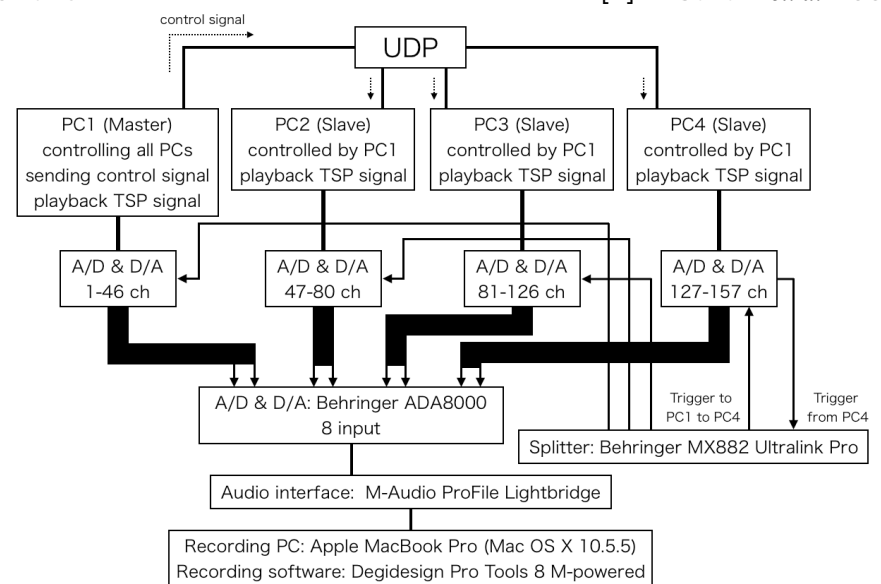 control signal
UDP
PC1 (Master)
controlling all PCs
sending control signal
playback TSP signal
PC2 (Slave)
controlled by PC1
playback TSP signal
PC3 (Slave)
controlled by PC1
playback TSP signal
PC4 (Slave)
controlled by PC1
playback TSP signal
A/D & D/A
1-46 ch
A/D & D/A
47-80 ch
A/D & D/A
81-126 ch
A/D & D/A
127-157 ch
A/D & D/A: Behringer ADA8000
8 input
Trigger to
PC1 to PC4
Trigger
from PC4
Splitter: Behringer MX882 Ultralink Pro
Audio interface: M-Audio ProFile Lightbridge
Recording PC: Apple MacBook Pro (Mac OS X 10.5.5)
Recording software: Degidesign Pro Tools 8 M-powered